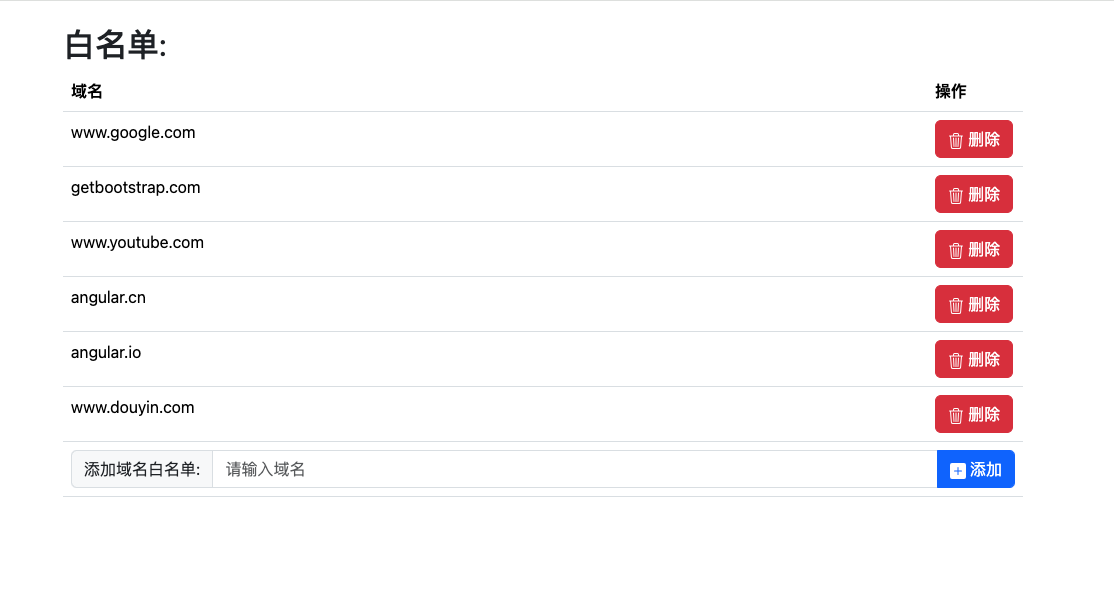 白名单:
域名 操作
www.google.com 删除
getbootstrap.com 删除
www.youtube.com 删除
angular.cn 删除
angular.io 删除
www.douyin.com 删除
添加域名白名单: 请输入域名 添加